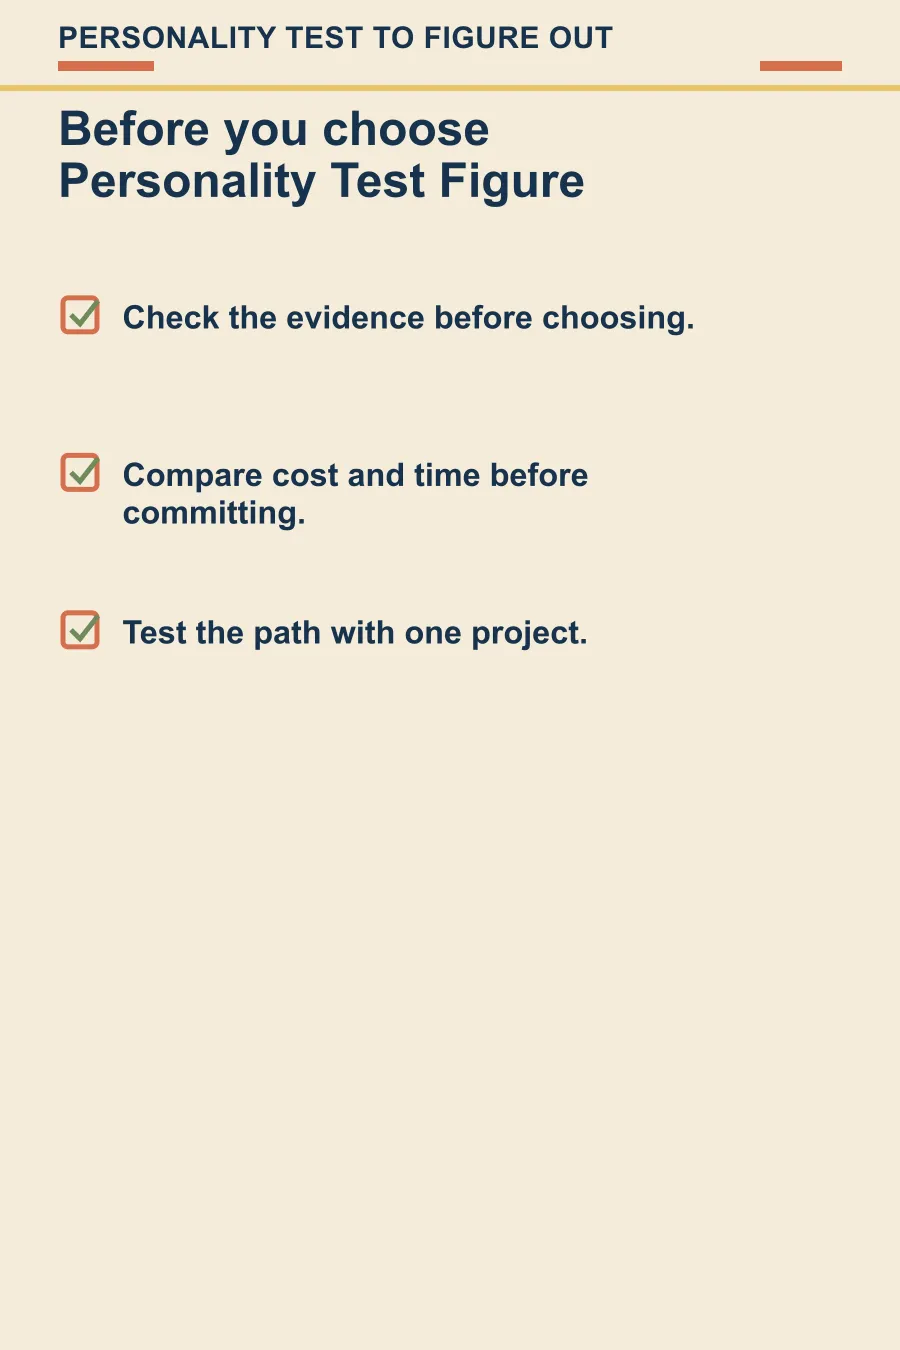 PERSONALITY TEST TO FIGURE OUT
Before you choose
Personality Test Figure
Check the evidence before choosing.
Compare cost and time before
committing.
Test the path with one project.